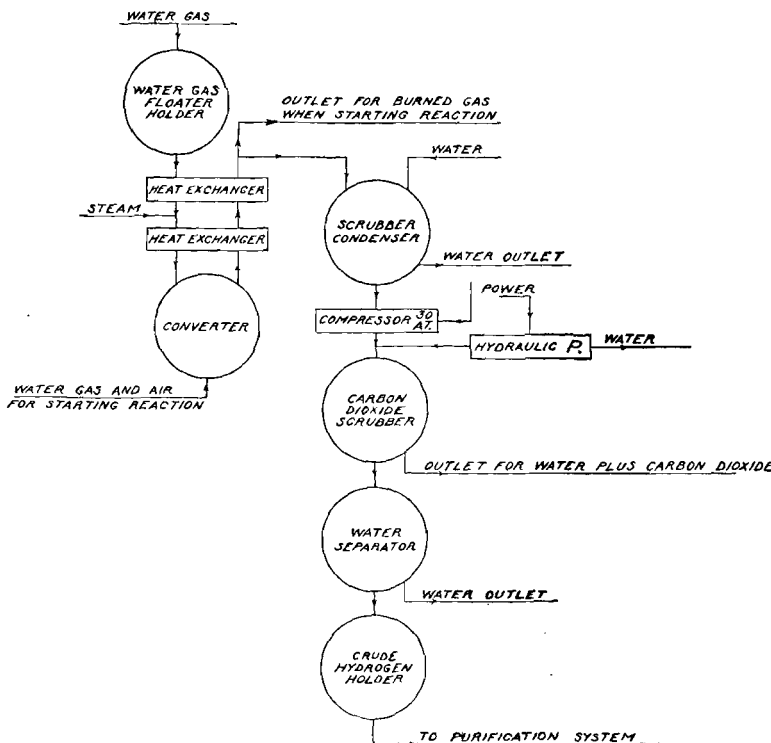 WATER GAS
WATER GAS
FLOATER
HOLDER
OUTLET FOR BURNED GAS
WHEN STARTING REACTION
WATER
HEAT EXCHANGER
STEAM
HEAT EXCHANGER
SCRUBBER
CONDENSER
WATER OUTLET
POWER
CONVERTER
COMPRESSOR 30
AT.
HYDRAULIC P.
WATER
WATER GAS AND AIR
FOR STARTING REACTION
CARBON
DIOXIDE
SCRUBBER
OUTLET FOR WATER PLUS CARBON DIOXIDE
WATER
SEPARATOR
WATER OUTLET
CRUDE
HYDROGEN
HOLDER
TO PURIFICATION SYSTEM